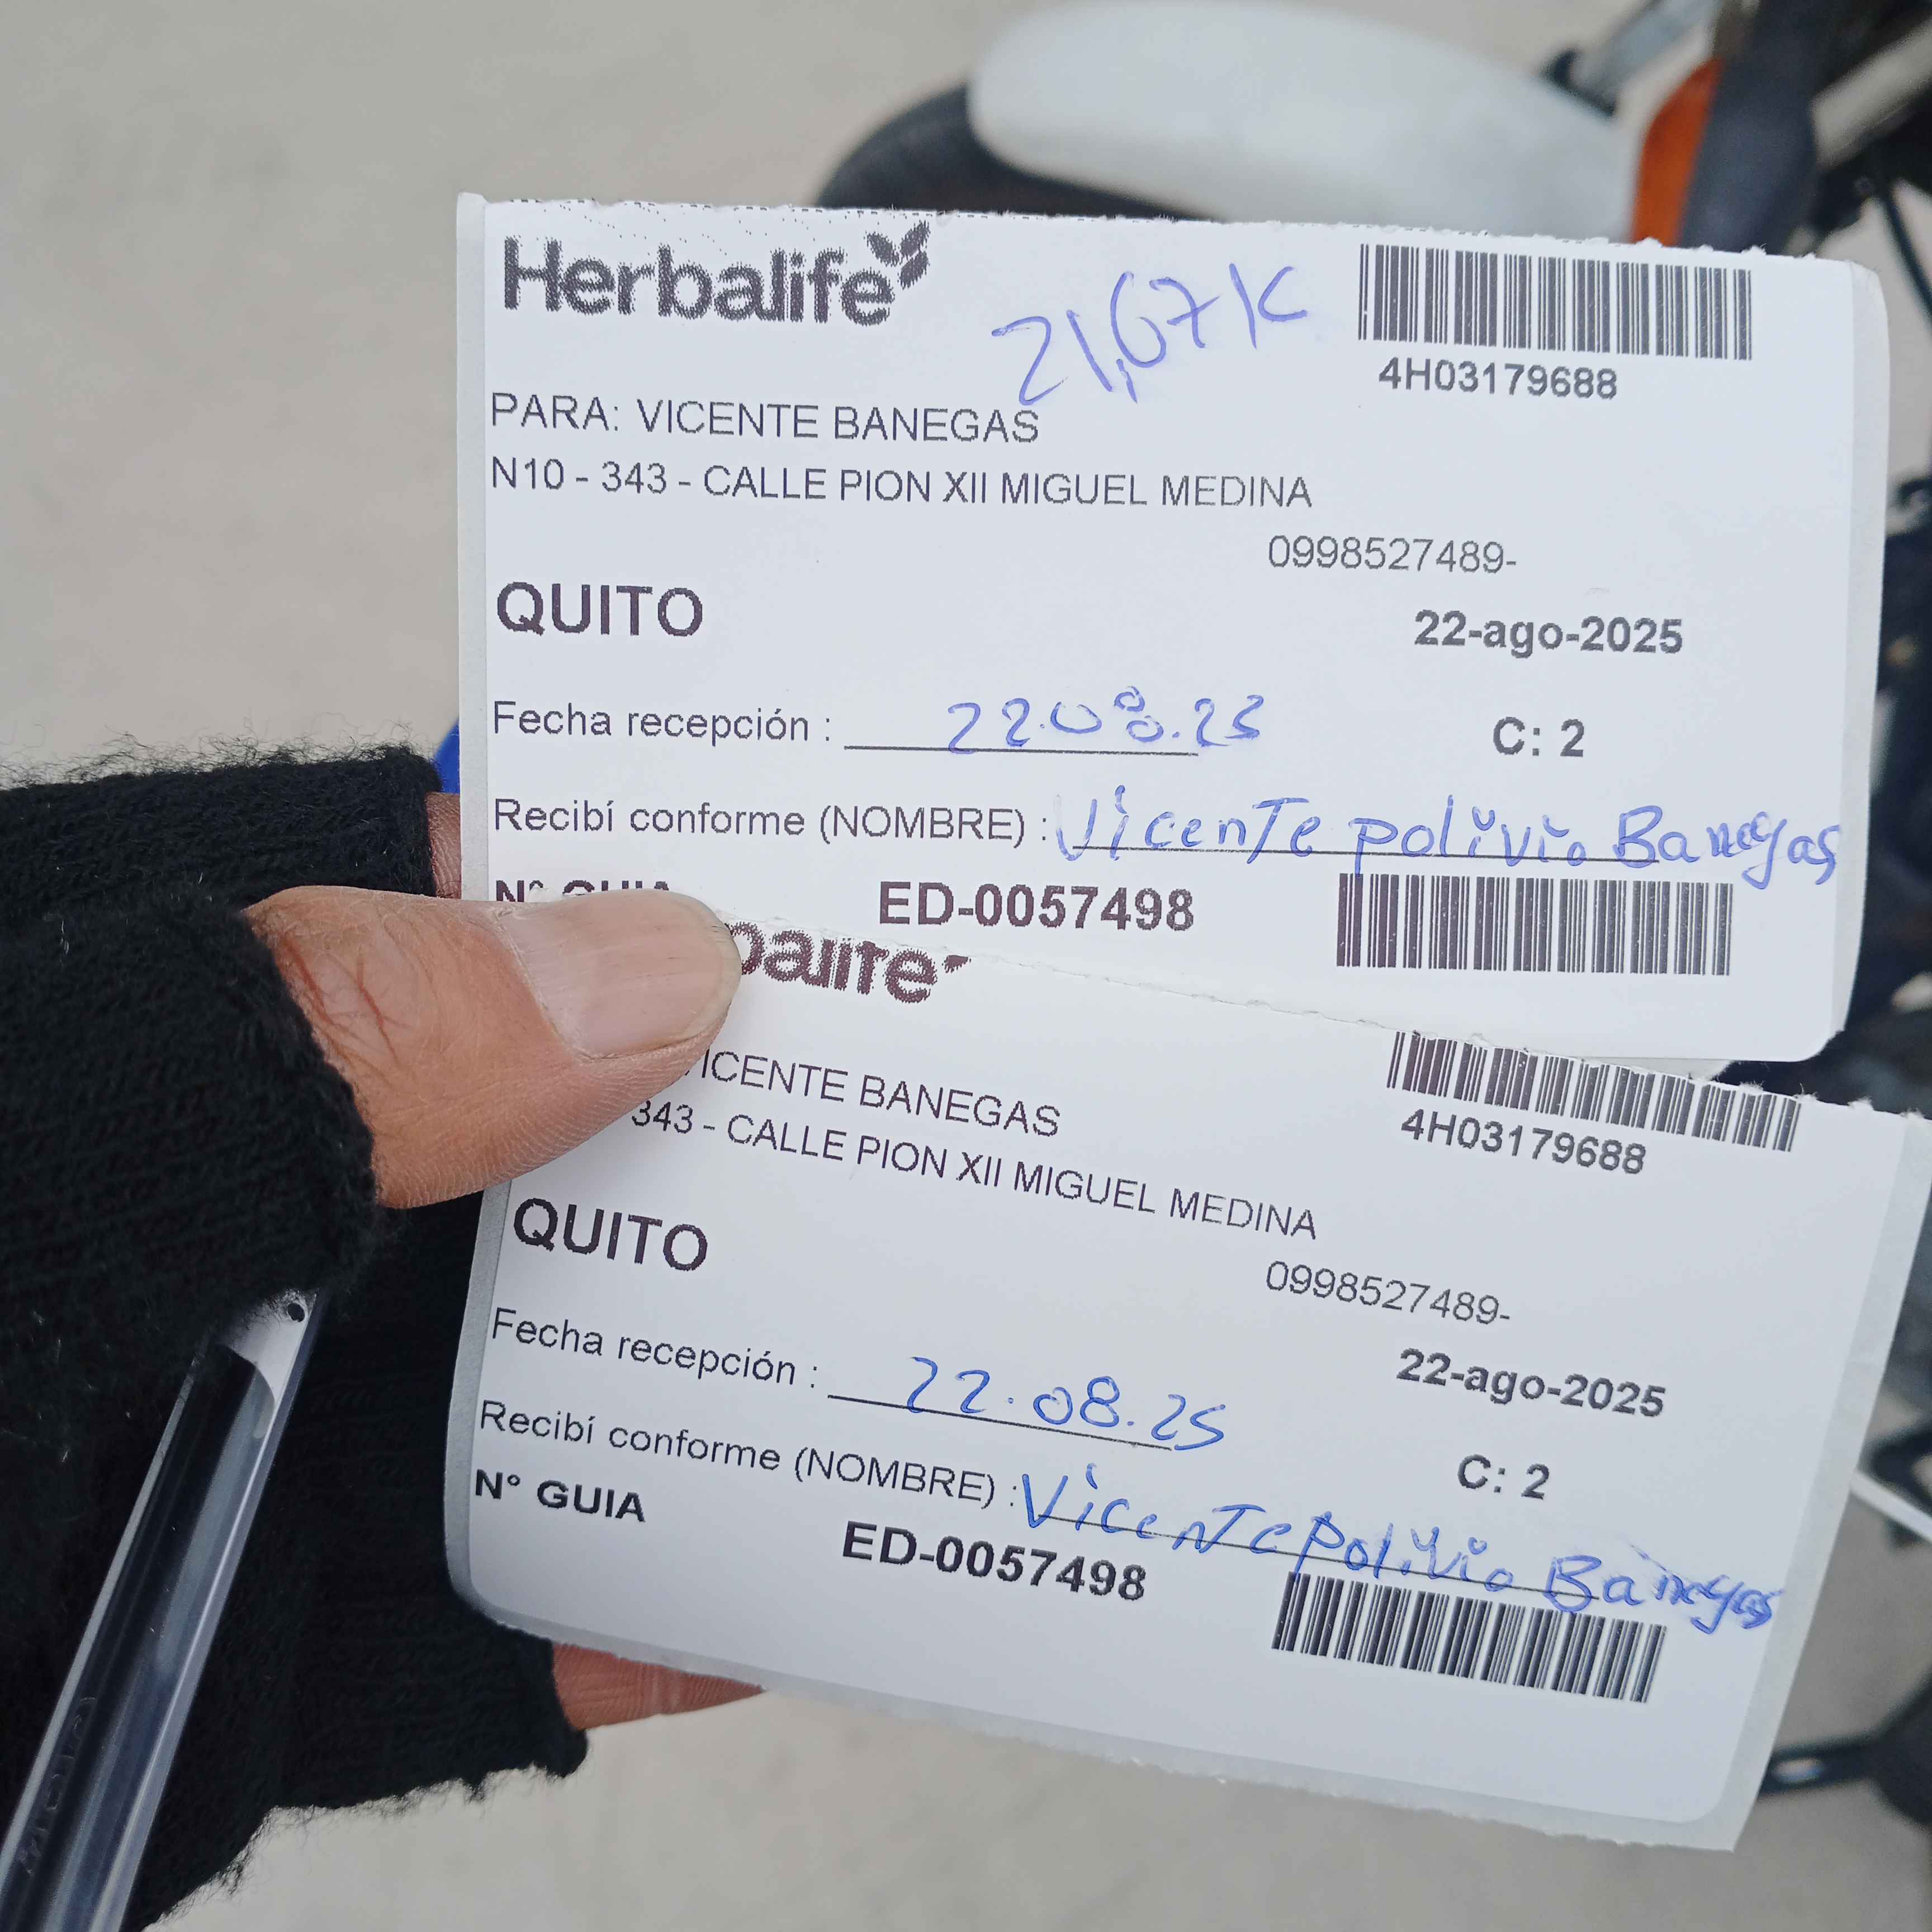 Herbalife
21,67 K
4H03179688
PARA: VICENTE BANEGAS
N10 - 343 - CALLE PION XII MIGUEL MEDINA
0998527489-
QUITO
22-ago-2025
Fecha recepción : 22.08.25
C: 2
Recibí conforme (NOMBRE) : Vicente polivio Banegas
N° GUIA ED-0057498
balife
4H03179688
ICENTE BANEGAS
343 - CALLE PION XII MIGUEL MEDINA
0998527489-
QUITO
22-ago-2025
Fecha recepción : 22.08.25
C: 2
Recibí conforme (NOMBRE) : Vicente polivio Banegas
N° GUIA ED-0057498